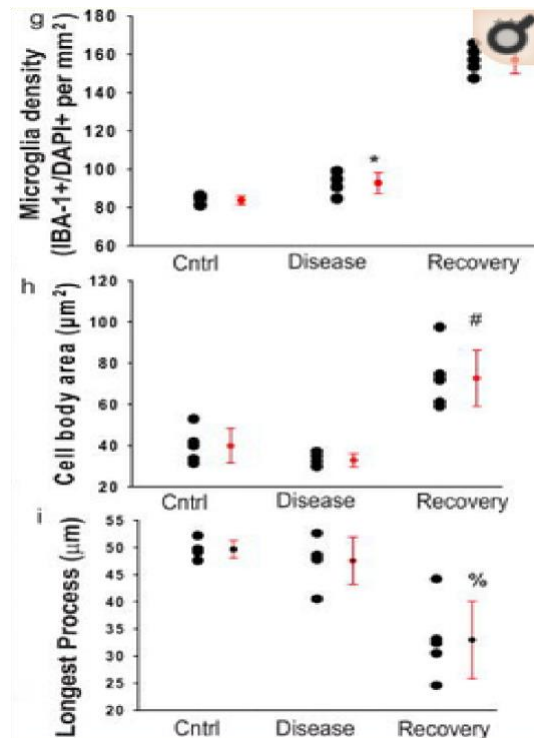 g
Microglia density
(IBA-1+/DAPI+ per mm²)
180
160
140
120
100
80
60
*
Cntrl Disease Recovery
h
Cell body area (µm²)
120
100
80
60
40
20
#
Cntrl Disease Recovery
Longest Process (µm)
55
50
45
40
35
30
25
20
%
Cntrl Disease Recovery